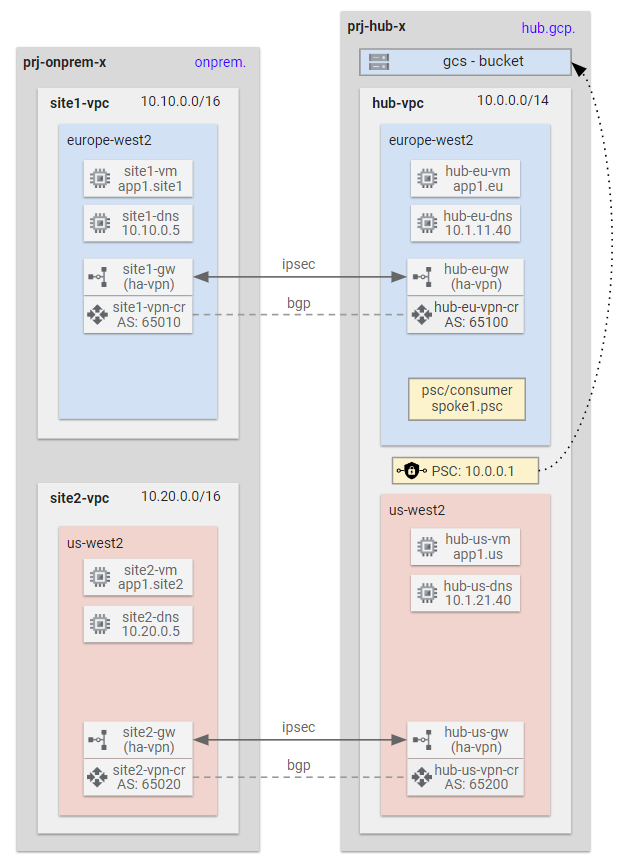 prj-onprem-x
onprem.
site1-vpc
10.10.0.0/16
europe-west2
site1-vm
app1.site1
site1-dns
10.10.0.5
site1-gw
(ha-vpn)
site1-vpn-cr
AS: 65010
site2-vpc
10.20.0.0/16
us-west2
site2-vm
app1.site2
site2-dns
10.20.0.5
site2-gw
(ha-vpn)
site2-vpn-cr
AS: 65020
ipsec
bgp
ipsec
bgp
prj-hub-x
hub.gcp.
gcs - bucket
hub-vpc
10.0.0.0/14
europe-west2
hub-eu-vm
app1.eu
hub-eu-dns
10.1.11.40
hub-eu-gw
(ha-vpn)
hub-eu-vpn-cr
AS: 65100
psc/consumer
spoke1.psc
PSC: 10.0.0.1
us-west2
hub-us-vm
app1.us
hub-us-dns
10.1.21.40
hub-us-gw
(ha-vpn)
hub-us-vpn-cr
AS: 65200